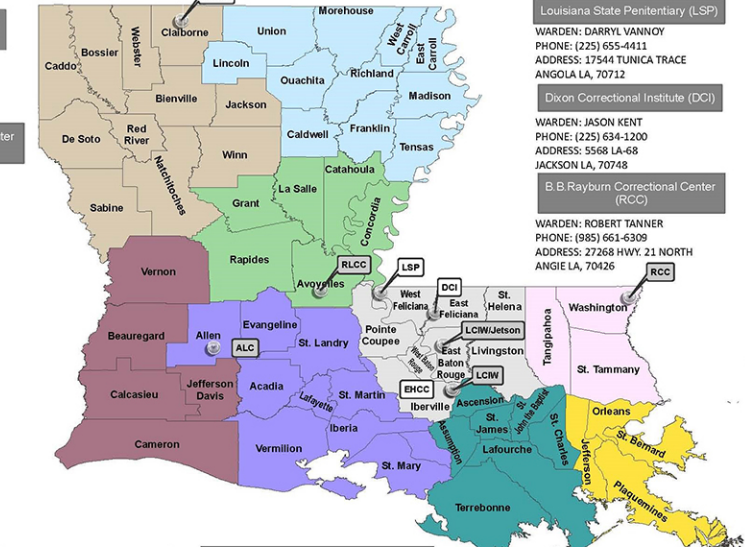 Louisiana State Penitentiary (LSP)
WARDEN: DARRYL VANNOY
PHONE: (225) 655-4411
ADDRESS: 17544 TUNICA TRACE
ANGOLA LA, 70712
Dixon Correctional Institute (DCI)
WARDEN: JASON KENT
PHONE: (225) 634-1200
ADDRESS: 5568 LA-68
JACKSON LA, 70748
B.B.Rayburn Correctional Center
(RCC)
WARDEN: ROBERT TANNER
PHONE: (985) 661-6309
ADDRESS: 27268 HWY. 21 NORTH
ANGIE LA, 70426
ter
Caddo
Bossier
Webster
Claiborne
Union
Morehouse
West
Carroll
East
Carroll
Lincoln
Ouachita
Richland
Madison
Bienville
Jackson
De Soto
Red
River
Caldwell
Franklin
Tensas
Winn
Natchitoches
Sabine
Grant
La Salle
Catahoula
Concordia
Vernon
Rapides
Avoyelles
RLCC
LSP
DCI
RCC
West
Feliciana
East
Feliciana
St.
Helena
Tangipahoa
Washington
Beauregard
Allen
ALC
Evangeline
St. Landry
Pointe
Coupee
West Baton
Rouge
East
Baton
Rouge
LCIW/Jetson
Livingston
St. Tammany
Calcasieu
Jefferson
Davis
Acadia
Lafayette
St. Martin
EHCC
LCIW
Iberville
Ascension
St.
James
St.
John the Baptist
St. Charles
Orleans
St. Bernard
Jefferson
Plaquemines
Cameron
Vermilion
Iberia
St. Mary
Assumption
Lafourche
Terrebonne